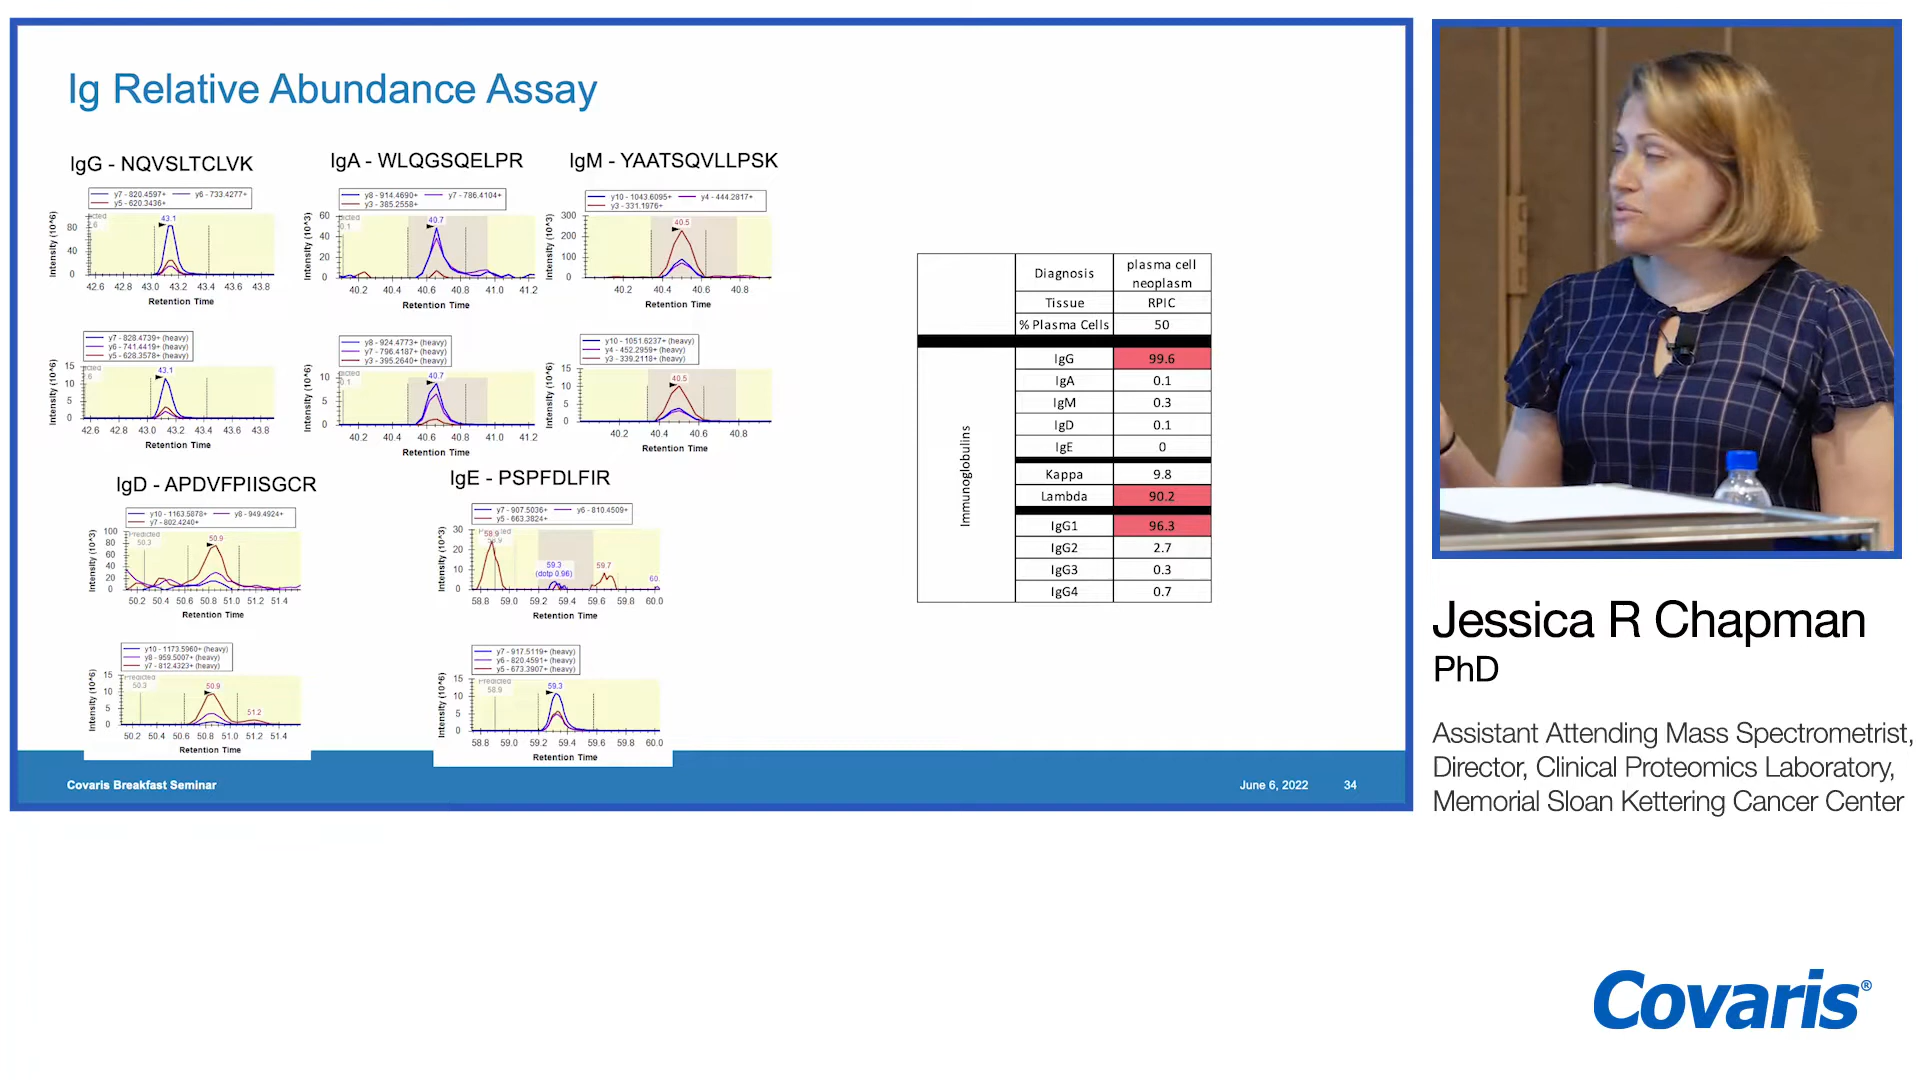 Ig Relative Abundance Assay
IgG - NQVSLTCLVK
y7 - 820.4597+ y6 - 733.4277+
y5 - 620.3436+
Intensity (10^6)
80
40
0
43.1
42.6 42.8 43.0 43.2 43.4 43.6 43.8
Retention Time
y7 - 828.4739+ (heavy)
y6 - 741.4419+ (heavy)
y5 - 628.3578+ (heavy)
Intensity (10^6)
15
10
5
0
43.1
42.6 42.8 43.0 43.2 43.4 43.6 43.8
Retention Time
IgA - WLQGSQELPR
y8 - 914.4690+ y7 - 786.4104+
y3 - 385.2558+
Intensity (10^3)
60
40
20
0
40.7
40.2 40.4 40.6 40.8 41.0 41.2
Retention Time
y8 - 924.4773+ (heavy)
y7 - 796.4187+ (heavy)
y3 - 395.2640+ (heavy)
Intensity (10^6)
10
5
0
40.7
40.2 40.4 40.6 40.8 41.0 41.2
Retention Time
IgM - YAATSQVLLPSK
y10 - 1043.6095+ y4 - 444.2817+
y3 - 331.1976+
Intensity (10^3)
300
200
100
0
40.5
40.2 40.4 40.6 40.8
Retention Time
y10 - 1051.6237+ (heavy)
y4 - 452.2959+ (heavy)
y3 - 339.2118+ (heavy)
Intensity (10^6)
15
10
5
0
40.5
40.2 40.4 40.6 40.8
Retention Time
IgD - APDVFPIISGCR
y10 - 1163.5878+ y8 - 949.4924+
y7 - 802.4240+
Intensity (10^3)
100
80
60
40
20
0
Predicted
50.3
50.9
50.2 50.4 50.6 50.8 51.0 51.2 51.4
Retention Time
y10 - 1173.5960+ (heavy)
y8 - 959.5007+ (heavy)
y7 - 812.4323+ (heavy)
Intensity (10^6)
15
10
5
0
Predicted
50.3
50.9
51.2
50.2 50.4 50.6 50.8 51.0 51.2 51.4
Retention Time
IgE - PSPFDLFIR
y7 - 907.5036+ y6 - 810.4509+
y5 - 663.3824+
Intensity (10^3)
30
20
10
0
58.9
59.3
(dotp 0.96)
59.7
60.
58.8 59.0 59.2 59.4 59.6 59.8 60.0
Retention Time
y7 - 917.5119+ (heavy)
y6 - 820.4591+ (heavy)
y5 - 673.3907+ (heavy)
Intensity (10^6)
15
10
5
0
Predicted
58.9
59.3
58.8 59.0 59.2 59.4 59.6 59.8 60.0
Retention Time
Diagnosis plasma cell neoplasm
Tissue RPIC
% Plasma Cells 50
Immunoglobulins
IgG 99.6
IgA 0.1
IgM 0.3
IgD 0.1
IgE 0
Kappa 9.8
Lambda 90.2
IgG1 96.3
IgG2 2.7
IgG3 0.3
IgG4 0.7
Covaris Breakfast Seminar June 6, 2022 34
Jessica R Chapman
PhD
Assistant Attending Mass Spectrometrist,
Director, Clinical Proteomics Laboratory,
Memorial Sloan Kettering Cancer Center
Covaris®